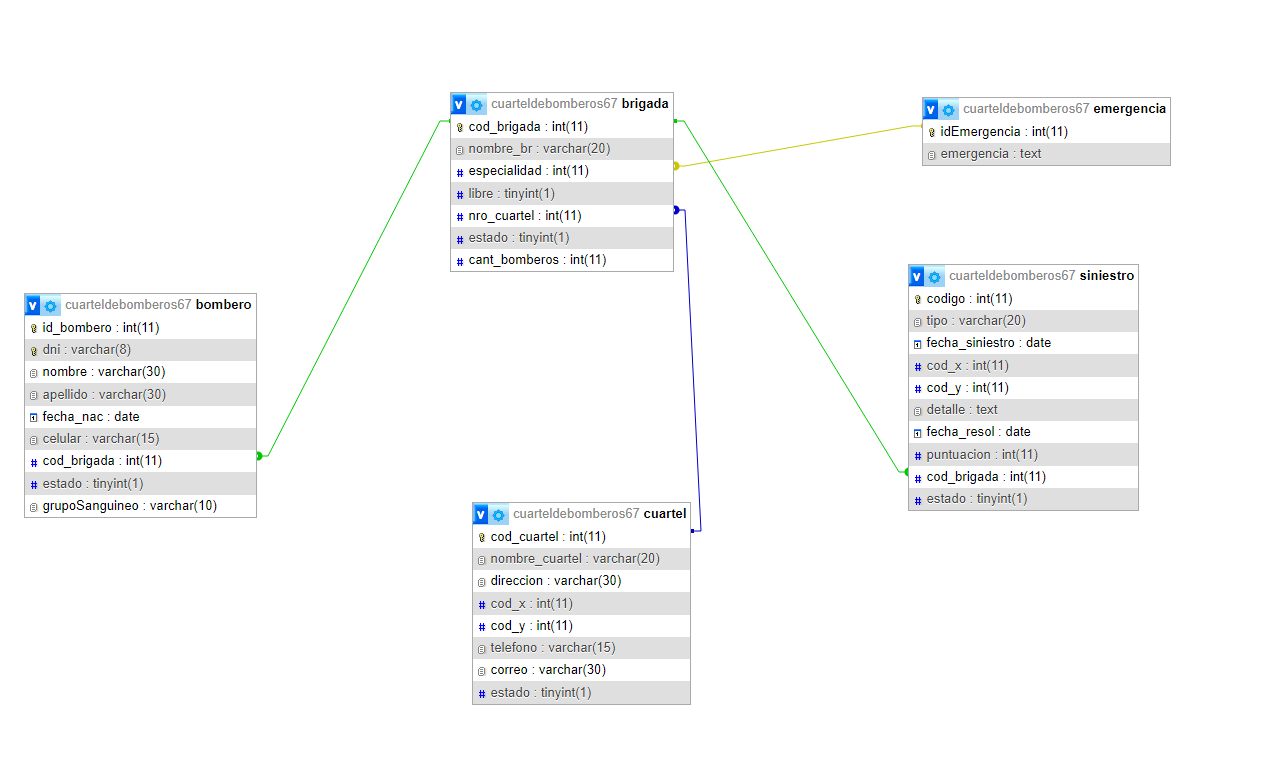 cuarteldebomberos67 brigada
cod_brigada : int(11)
nombre_br : varchar(20)
especialidad : int(11)
libre : tinyint(1)
nro_cuartel : int(11)
estado : tinyint(1)
cant_bomberos : int(11)
cuarteldebomberos67 emergencia
idEmergencia : int(11)
emergencia : text
cuarteldebomberos67 bombero
id_bombero : int(11)
dni : varchar(8)
nombre : varchar(30)
apellido : varchar(30)
fecha_nac : date
celular : varchar(15)
cod_brigada : int(11)
estado : tinyint(1)
grupoSanguineo : varchar(10)
cuarteldebomberos67 siniestro
codigo : int(11)
tipo : varchar(20)
fecha_siniestro : date
cod_x : int(11)
cod_y : int(11)
detalle : text
fecha_resol : date
puntuacion : int(11)
cod_brigada : int(11)
estado : tinyint(1)
cuarteldebomberos67 cuartel
cod_cuartel : int(11)
nombre_cuartel : varchar(20)
direccion : varchar(30)
cod_x : int(11)
cod_y : int(11)
telefono : varchar(15)
correo : varchar(30)
estado : tinyint(1)